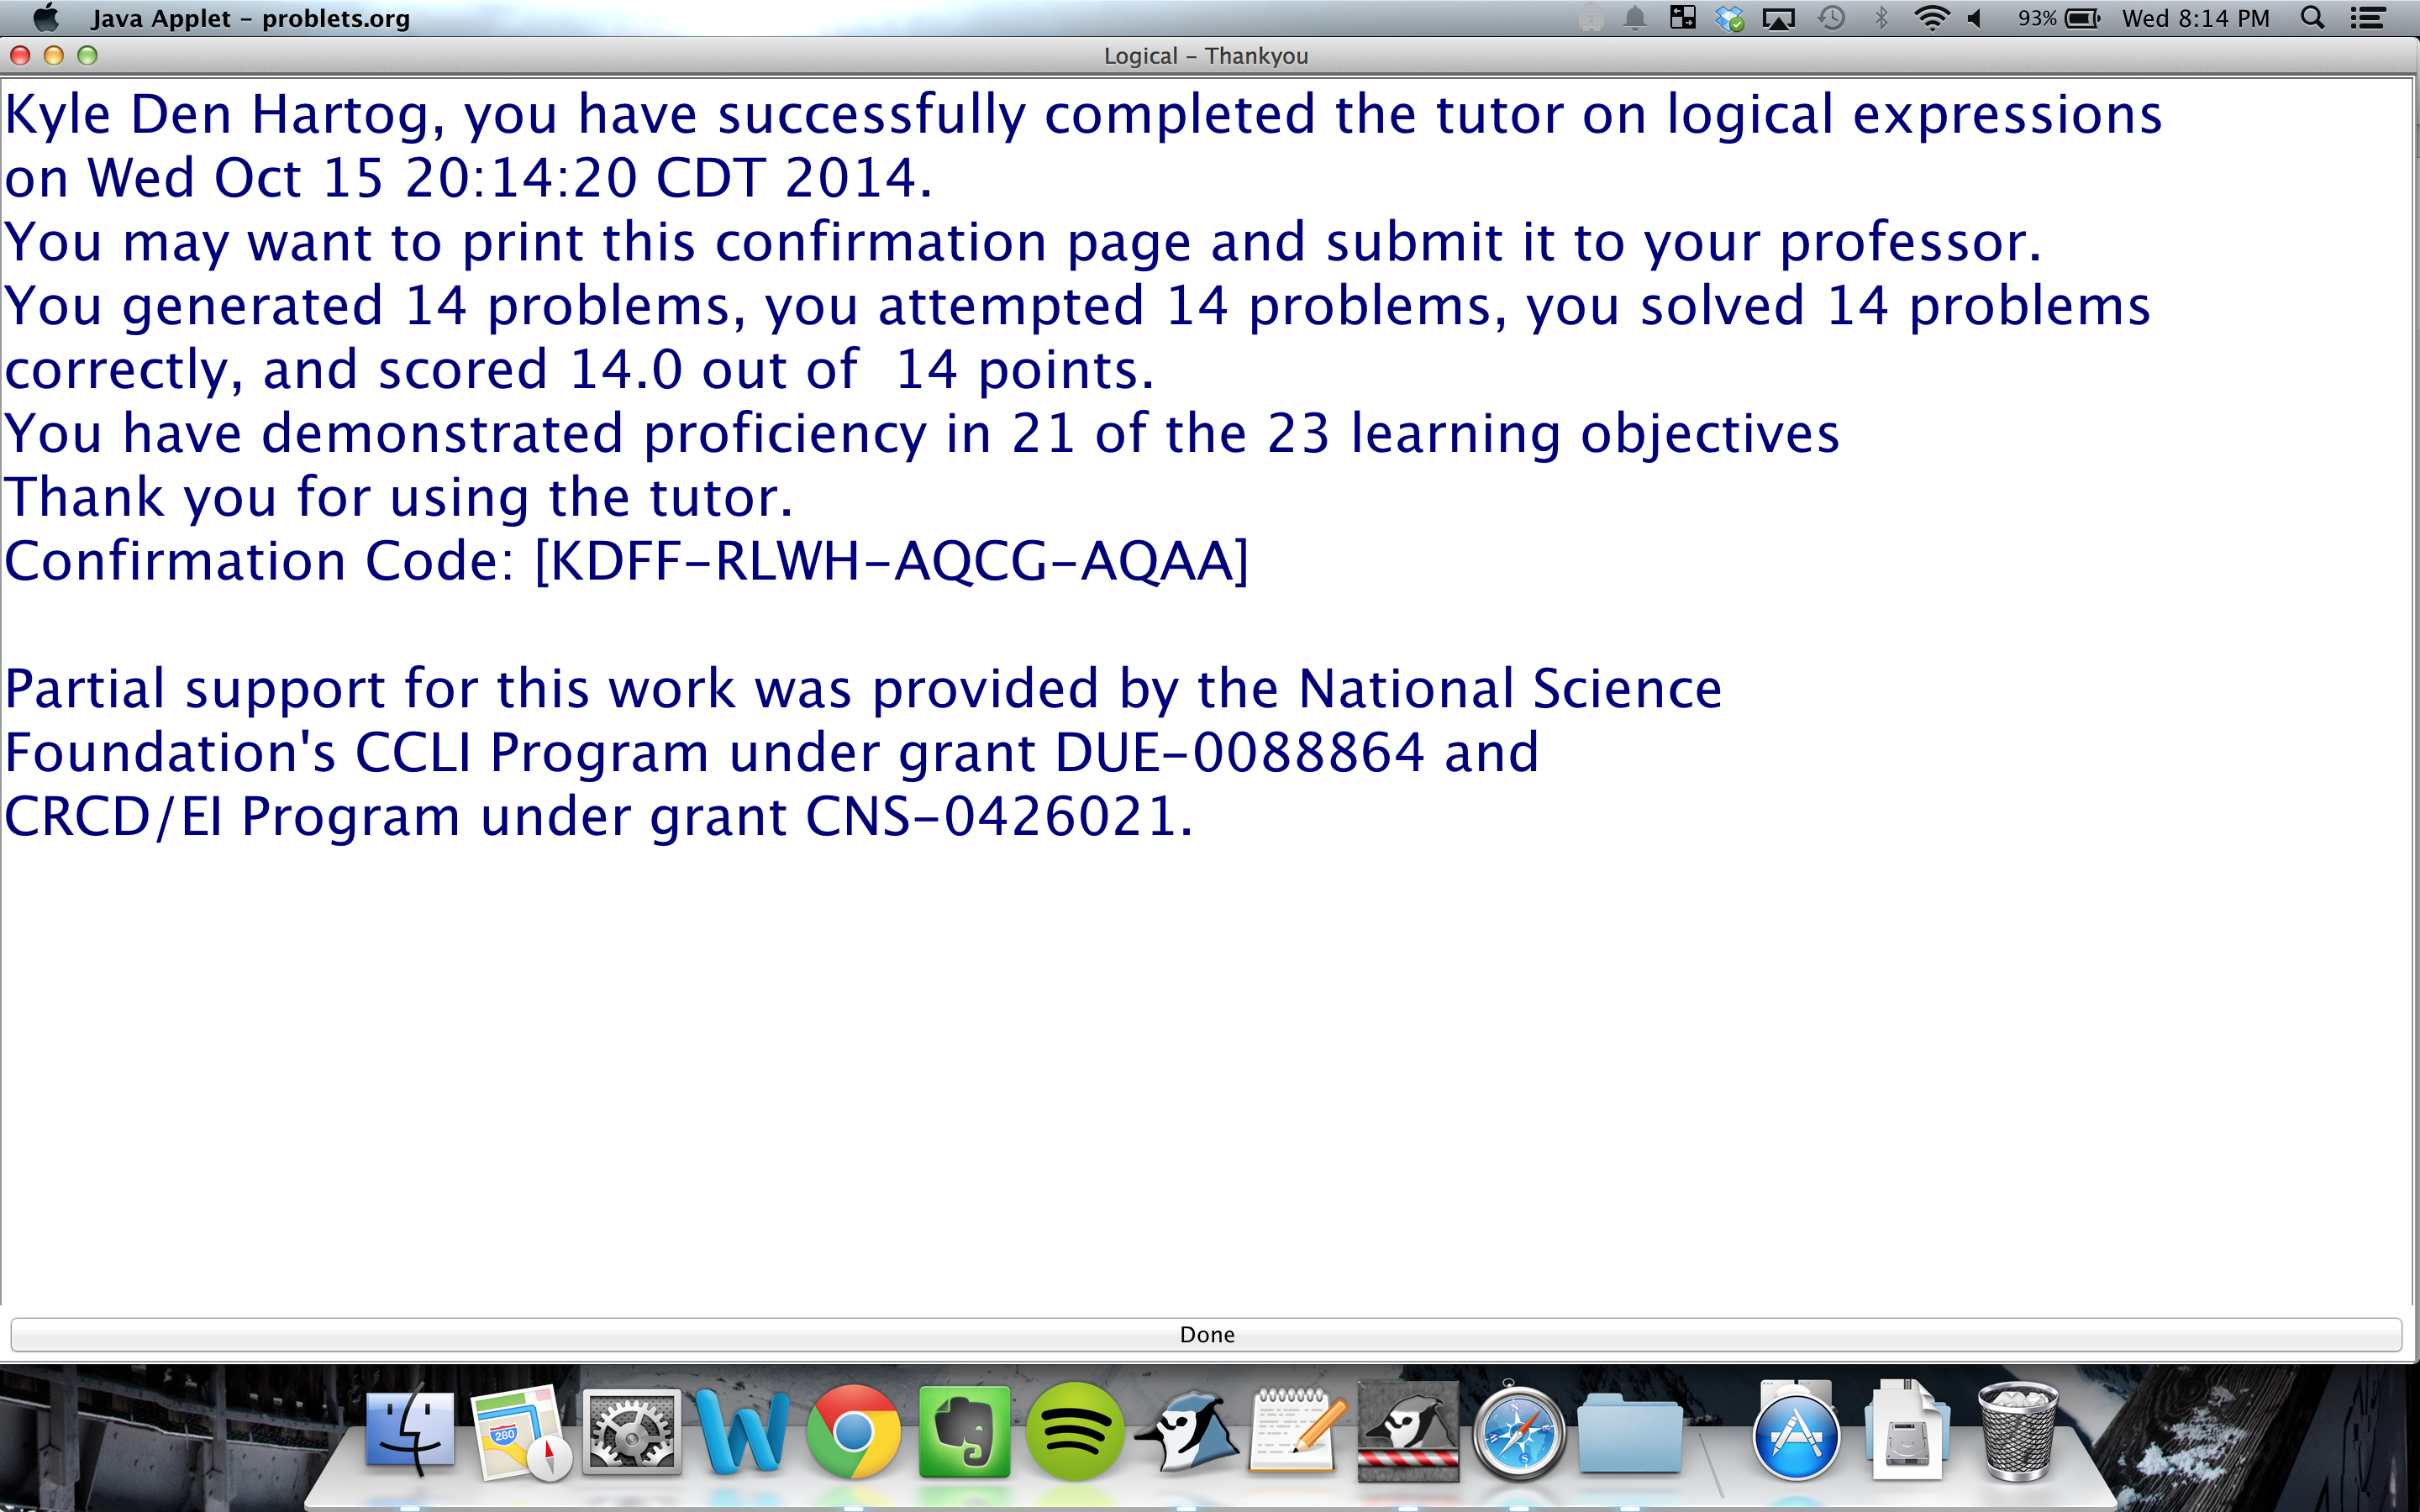 Java Applet - problets.org
93%
Wed 8:14 PM
Logical - Thankyou
Kyle Den Hartog, you have successfully completed the tutor on logical expressions
on Wed Oct 15 20:14:20 CDT 2014.
You may want to print this confirmation page and submit it to your professor.
You generated 14 problems, you attempted 14 problems, you solved 14 problems
correctly, and scored 14.0 out of  14 points.
You have demonstrated proficiency in 21 of the 23 learning objectives
Thank you for using the tutor.
Confirmation Code: [KDFF-RLWH-AQCG-AQAA]
Partial support for this work was provided by the National Science
Foundation's CCLI Program under grant DUE-0088864 and
CRCD/EI Program under grant CNS-0426021.
Done
280